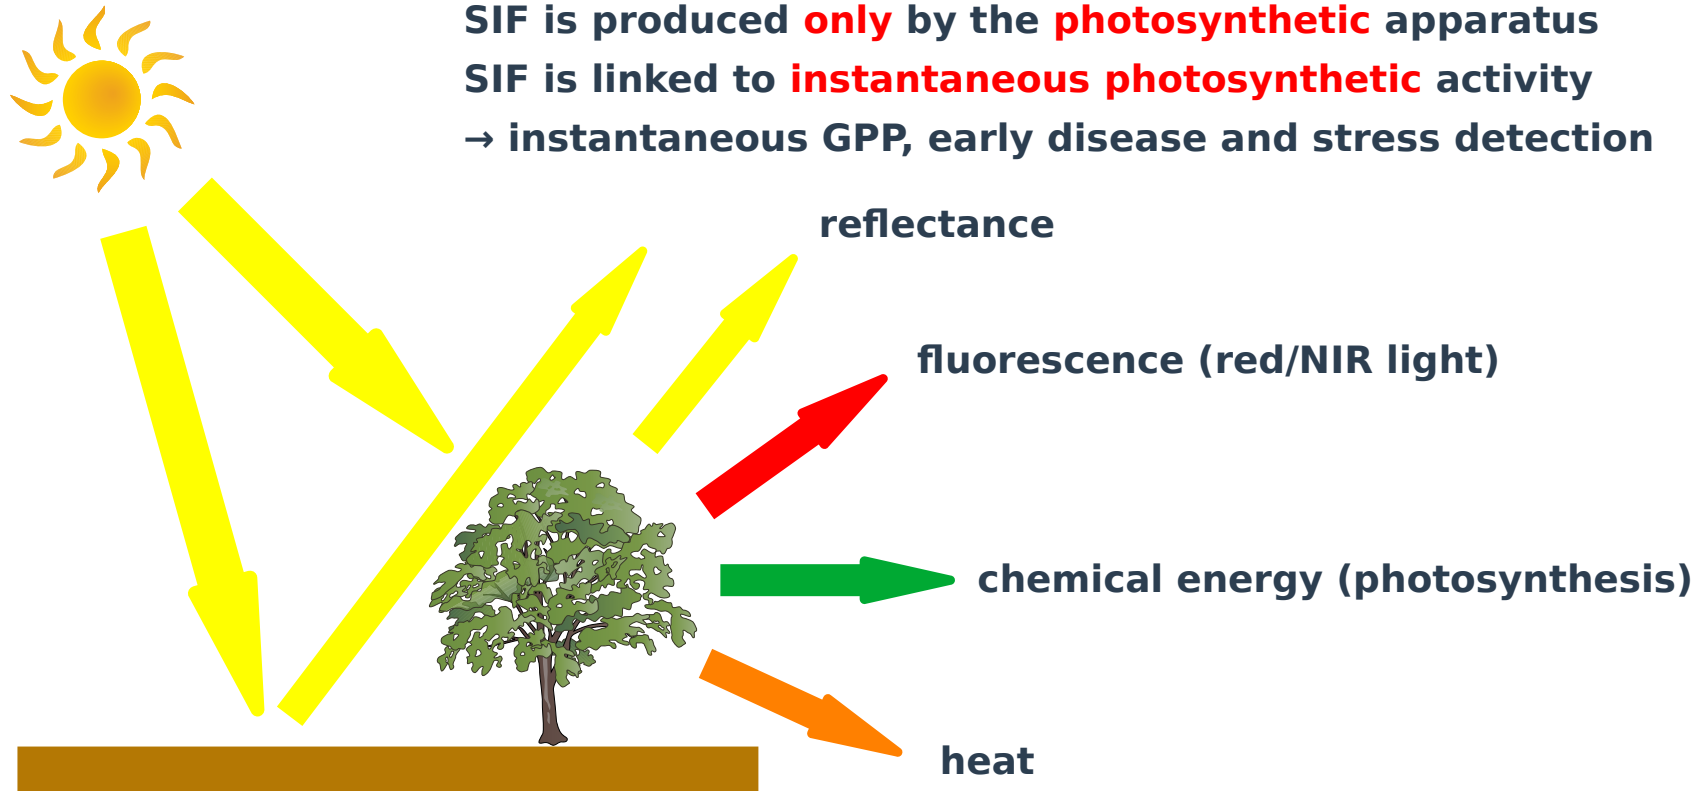 SIF is produced only by the photosynthetic apparatus
SIF is linked to instantaneous photosynthetic activity
→ instantaneous GPP, early disease and stress detection
reflectance
fluorescence (red/NIR light)
chemical energy (photosynthesis)
heat